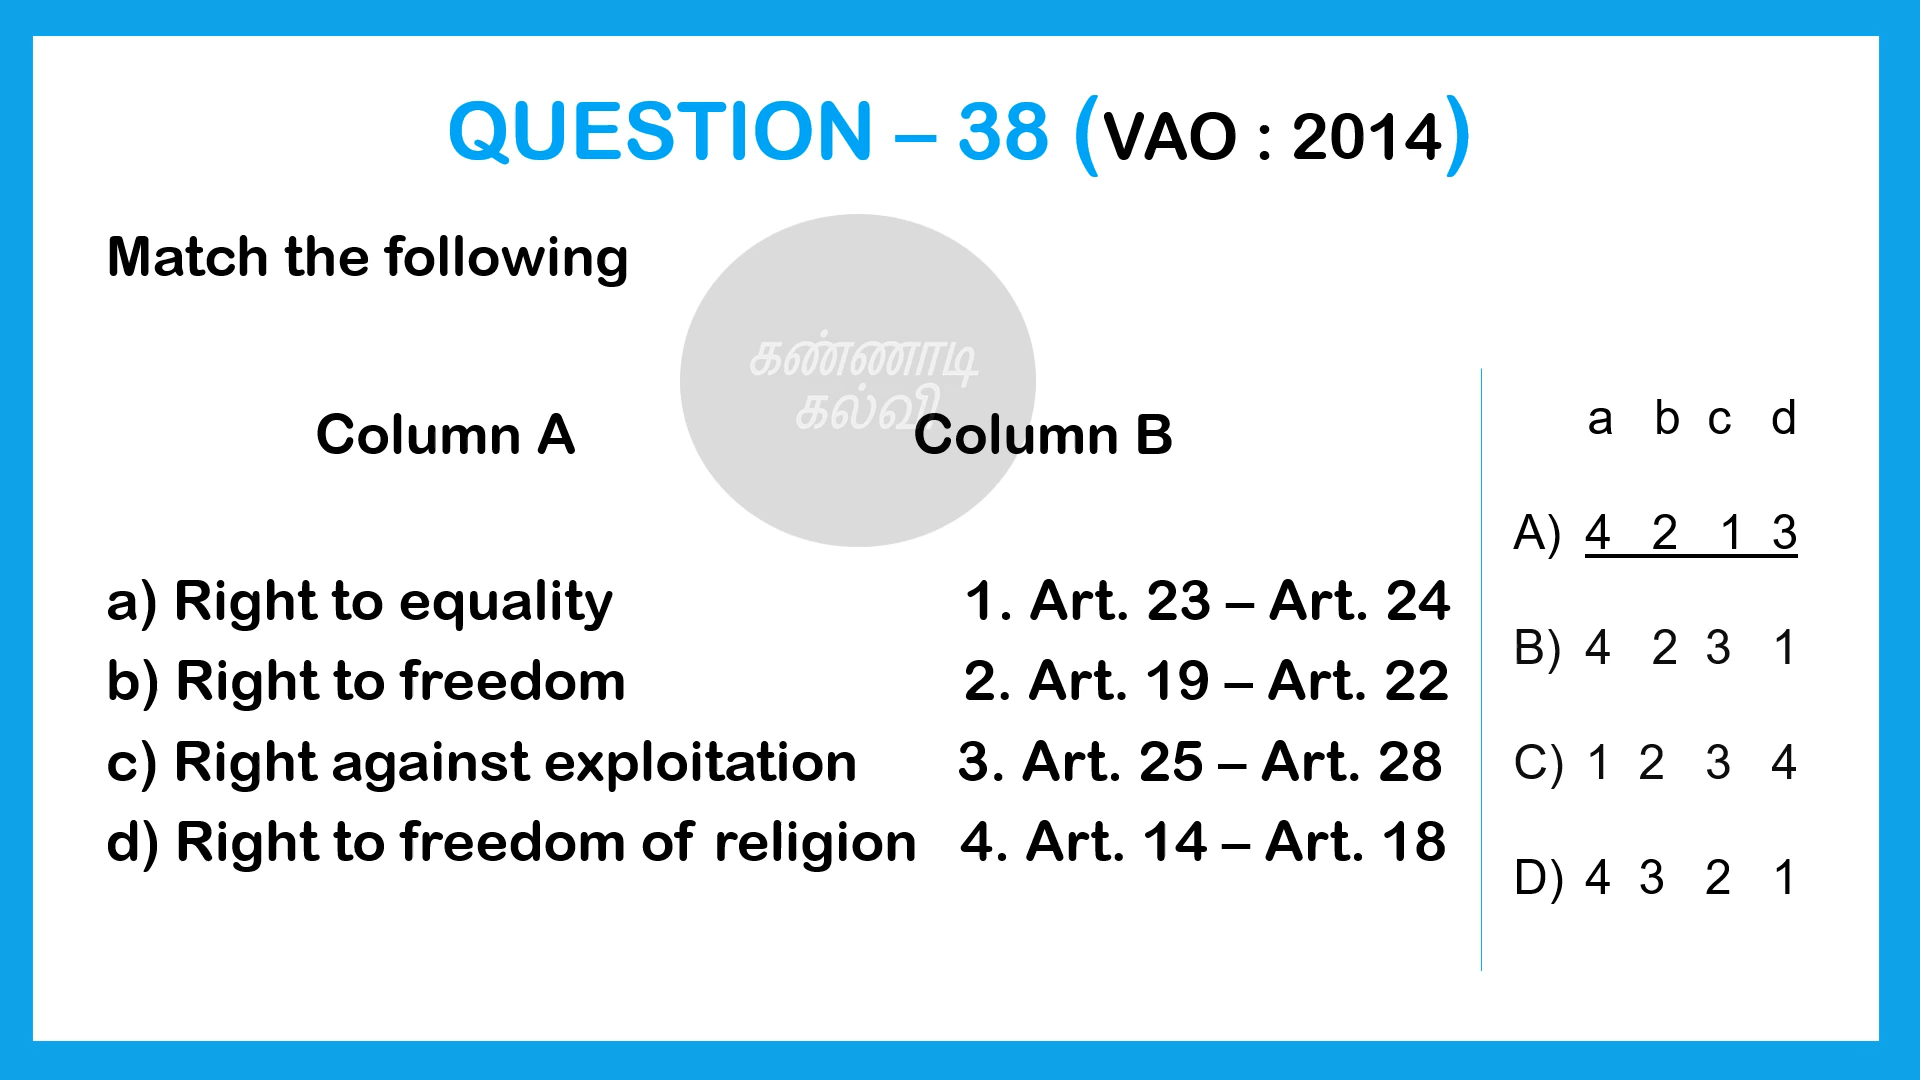 QUESTION – 38 (VAO : 2014)
Match the following
கண்ணாடி
கல்வி
Column A Column B
a) Right to equality 1. Art. 23 – Art. 24
b) Right to freedom 2. Art. 19 – Art. 22
c) Right against exploitation 3. Art. 25 – Art. 28
d) Right to freedom of religion 4. Art. 14 – Art. 18
a b c d
A) 4 2 1 3
B) 4 2 3 1
C) 1 2 3 4
D) 4 3 2 1